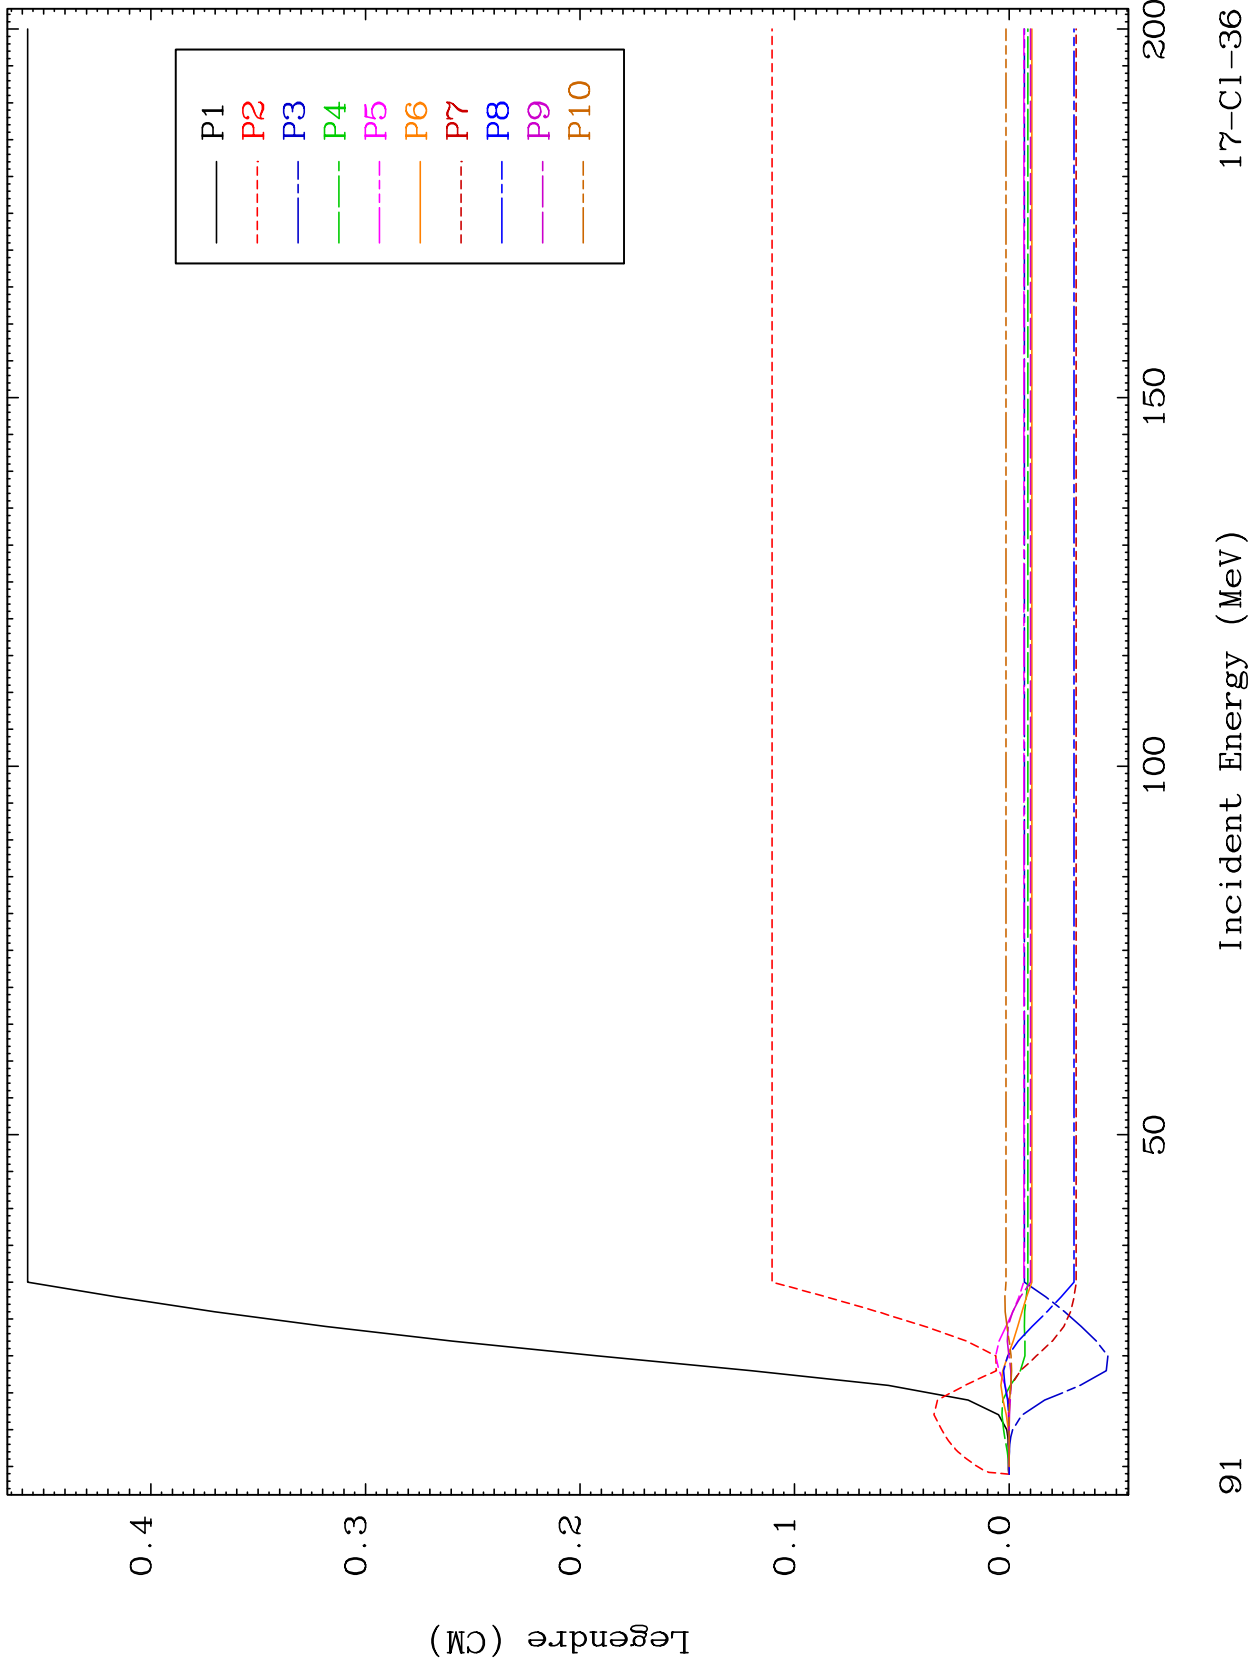 Legendre (CM)
0.4
0.3
0.2
0.1
0.0
P1
P2
P3
P4
P5
P6
P7
P8
P9
P10
50
100
150
200
Incident Energy (MeV)
91
17-Cl-36